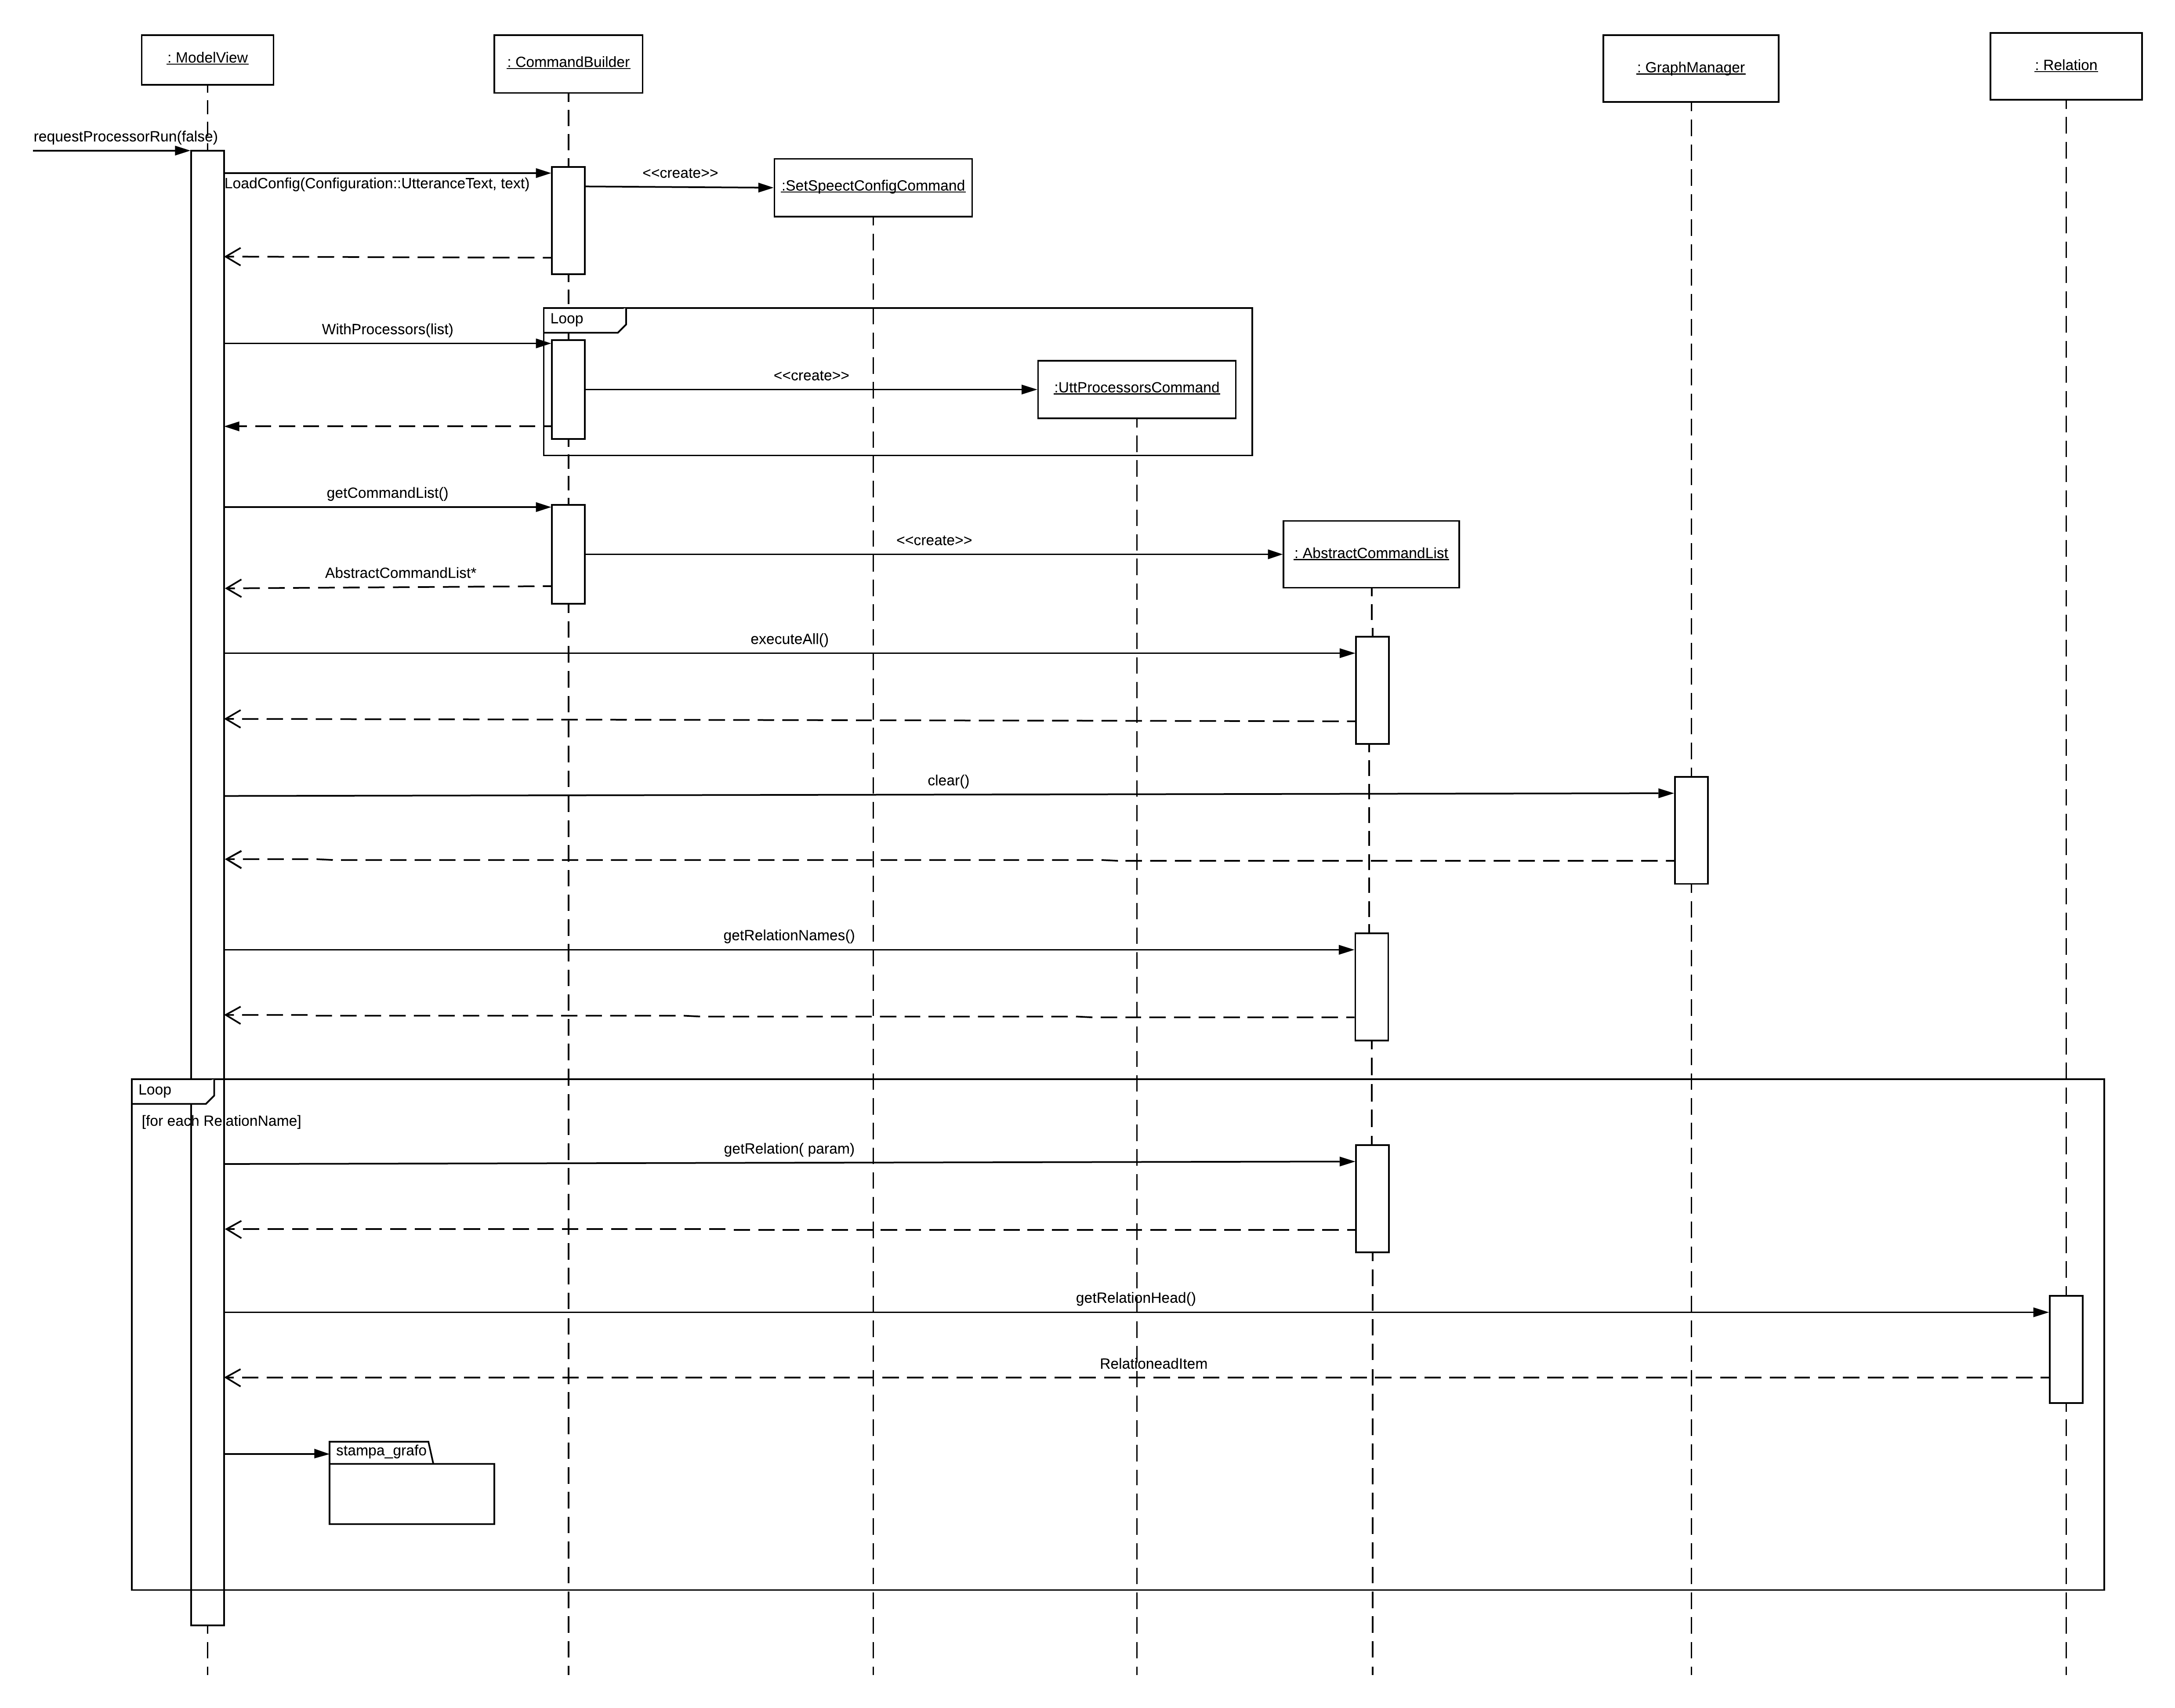 : ModelView
: CommandBuilder
: GraphManager
: Relation
requestProcessorRun(false)
LoadConfig(Configuration::UtteranceText, text)
<<create>>
:SetSpeectConfigCommand
Loop
WithProcessors(list)
<<create>>
:UttProcessorsCommand
getCommandList()
<<create>>
: AbstractCommandList
AbstractCommandList*
executeAll()
clear()
getRelationNames()
Loop
[for each RelationName]
getRelation( param)
getRelationHead()
RelationeadItem
stampa_grafo